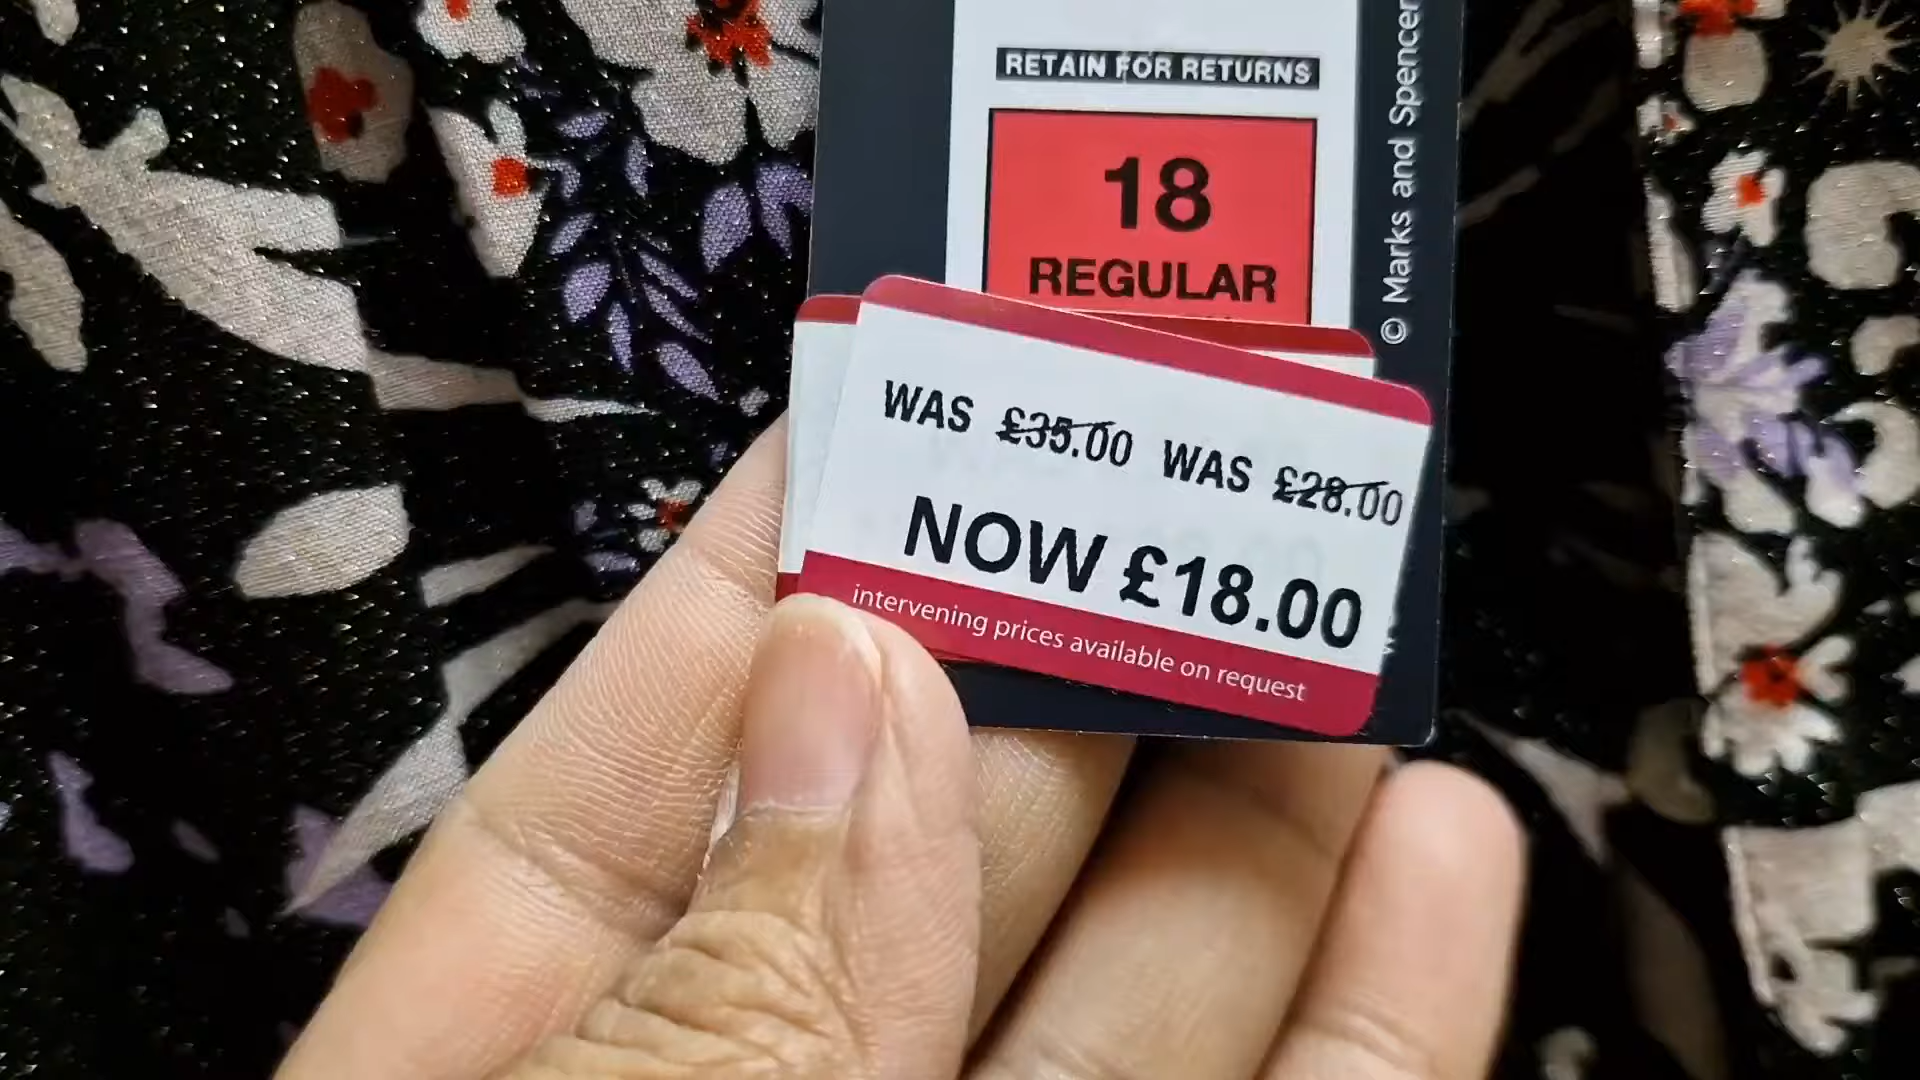 RETAIN FOR RETURNS
18
REGULAR
© Marks and Spencer
WAS £35.00 WAS £28.00
NOW £18.00
intervening prices available on request